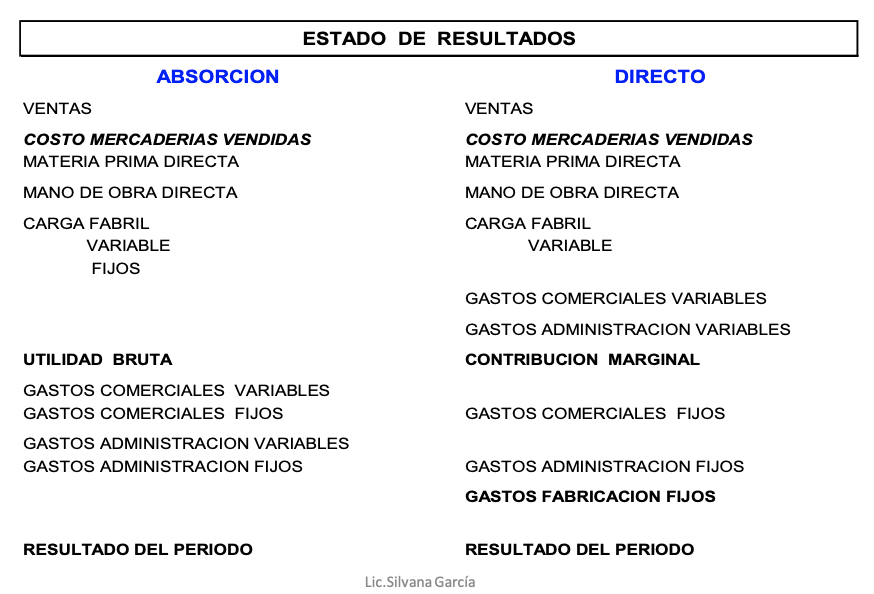 ESTADO DE RESULTADOS
ABSORCION
VENTAS
COSTO MERCADERIAS VENDIDAS
MATERIA PRIMA DIRECTA
MANO DE OBRA DIRECTA
CARGA FABRIL
VARIABLE
FIJOS
UTILIDAD BRUTA
GASTOS COMERCIALES VARIABLES
GASTOS COMERCIALES FIJOS
GASTOS ADMINISTRACION VARIABLES
GASTOS ADMINISTRACION FIJOS
RESULTADO DEL PERIODO
DIRECTO
VENTAS
COSTO MERCADERIAS VENDIDAS
MATERIA PRIMA DIRECTA
MANO DE OBRA DIRECTA
CARGA FABRIL
VARIABLE
GASTOS COMERCIALES VARIABLES
GASTOS ADMINISTRACION VARIABLES
CONTRIBUCION MARGINAL
GASTOS COMERCIALES FIJOS
GASTOS ADMINISTRACION FIJOS
GASTOS FABRICACION FIJOS
RESULTADO DEL PERIODO
Lic.Silvana García